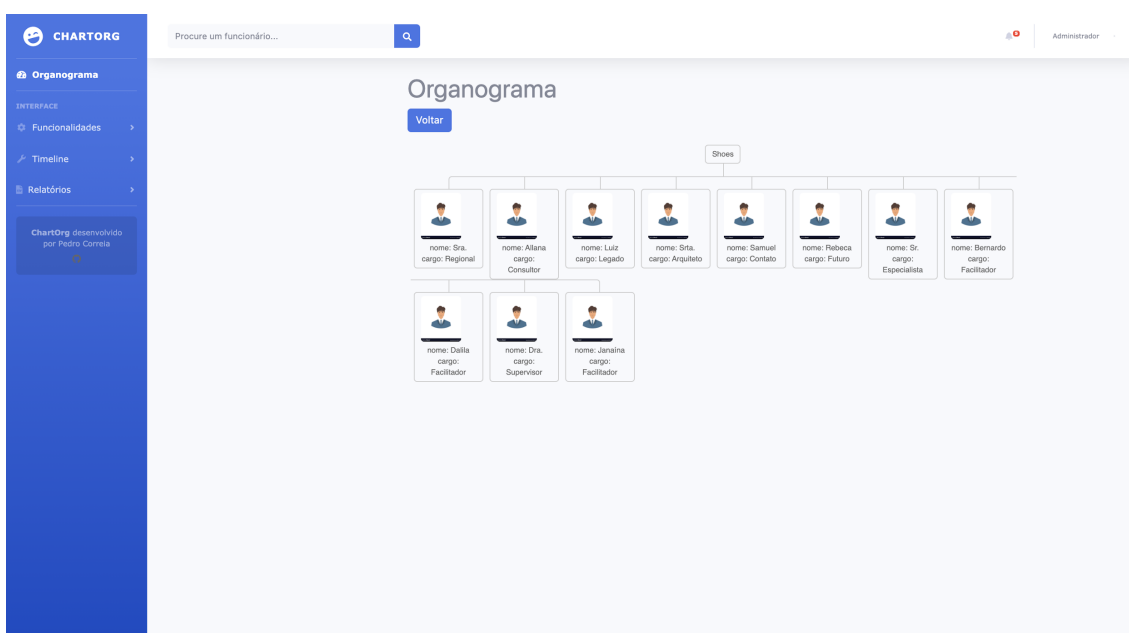 CHARTORG
Procure um funcionário...
Administrador
Organograma
INTERFACE
Funcionalidades
Timeline
Relatórios
ChartOrg desenvolvido
por Pedro Correia
Organograma
Voltar
Shoes
nome: Sra.
cargo: Regional
nome: Allana
cargo:
Consultor
nome: Luiz
cargo: Legado
nome: Srta.
cargo: Arquiteto
nome: Samuel
cargo: Contato
nome: Rebeca
cargo: Futuro
nome: Sr.
cargo:
Especialista
nome: Bernardo
cargo:
Facilitador
nome: Dalila
cargo:
Facilitador
nome: Dra.
cargo:
Supervisor
nome: Janaina
cargo:
Facilitador